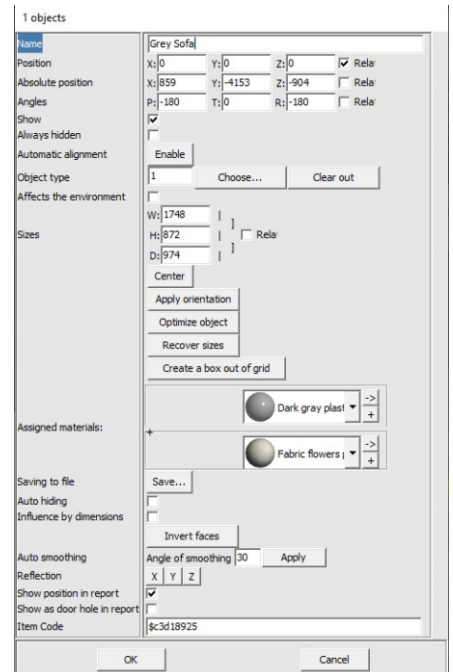 1 objects
Name Grey Sofa
Position X: 0 Y: 0 Z: 0 Rela
Absolute position X: 859 Y: -4153 Z: -904 Rela
Angles P: -180 T: 0 R: -180 Rela
Show
Always hidden
Automatic alignment Enable
Object type 1 Choose... Clear out
Affects the environment
W: 1748 | ]
Sizes H: 872 | Rela
D: 974 | ]
Center
Apply orientation
Optimize object
Recover sizes
Create a box out of grid
Dark gray plast -> +
Assigned materials: +
Fabric flowers -> +
Saving to file Save...
Auto hiding
Influence by dimensions
Invert faces
Auto smoothing Angle of smoothing 30 Apply
Reflection X Y Z
Show position in report
Show as door hole in report
Item Code $c3d18925
OK Cancel